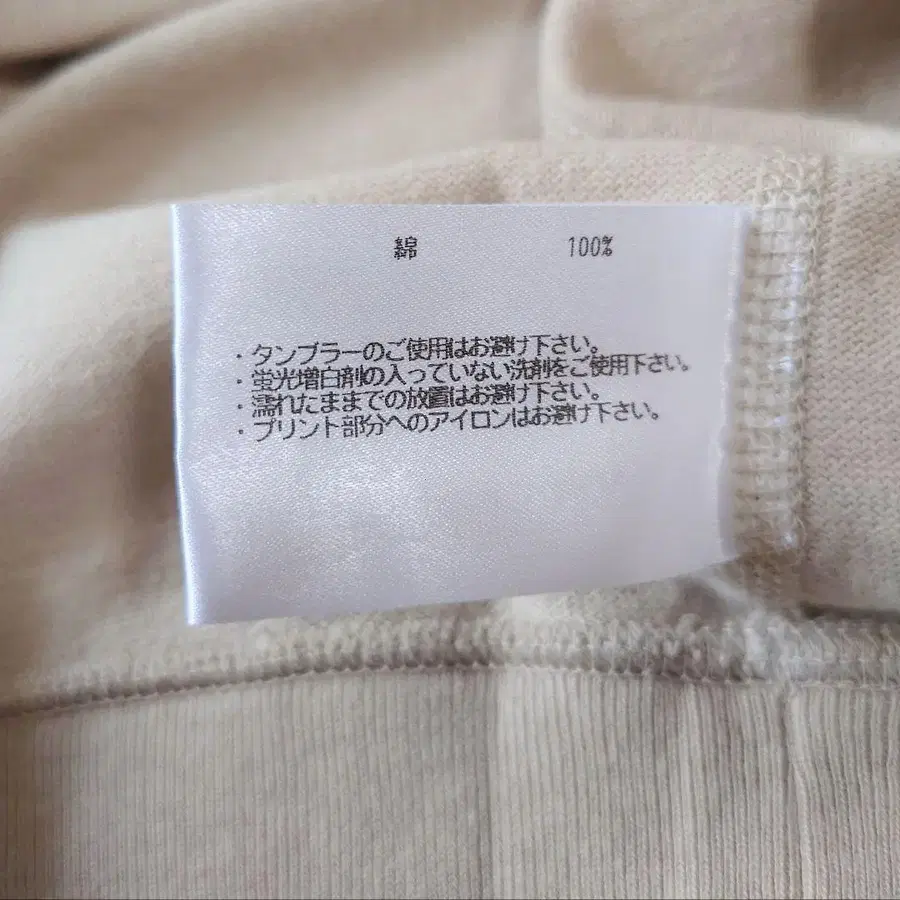 綿 100%
・タンブラーのご使用はお避け下さい。
・蛍光増白剤の入っていない洗剤をご使用下さい。
・濡れたままでの放置はお避け下さい。
・プリント部分へのアイロンはお避け下さい。